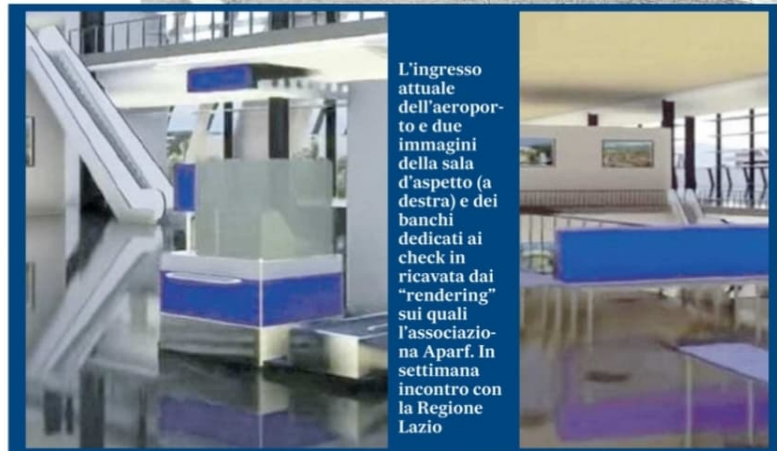 L'ingresso
attuale
dell'aeropor-
to e due
immagini
della sala
d'aspetto (a
destra) e dei
banchi
dedicati ai
check in
ricavata dai
“rendering”
sui quali
l'associazio-
na Aparf. In
settimana
incontro con
la Regione
Lazio